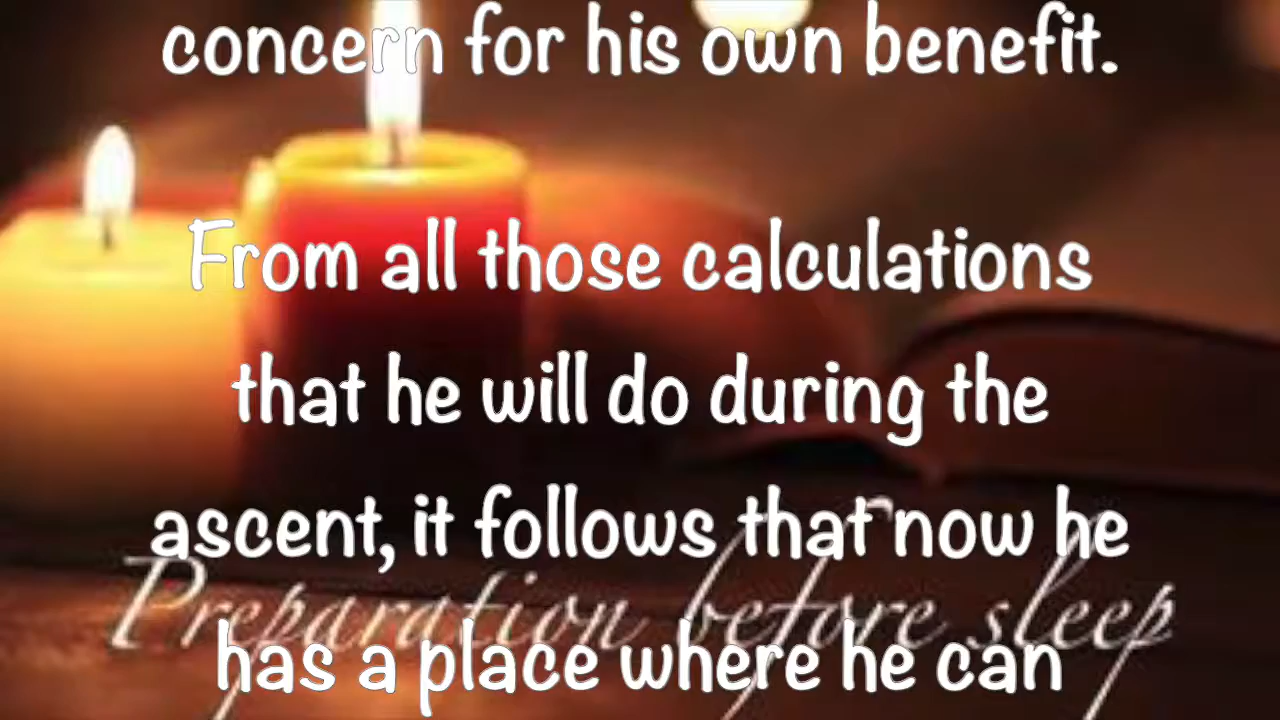 concern for his own benefit.
From all those calculations
that he will do during the
ascent, it follows that now he
Preparation before sleep
has a place where he can